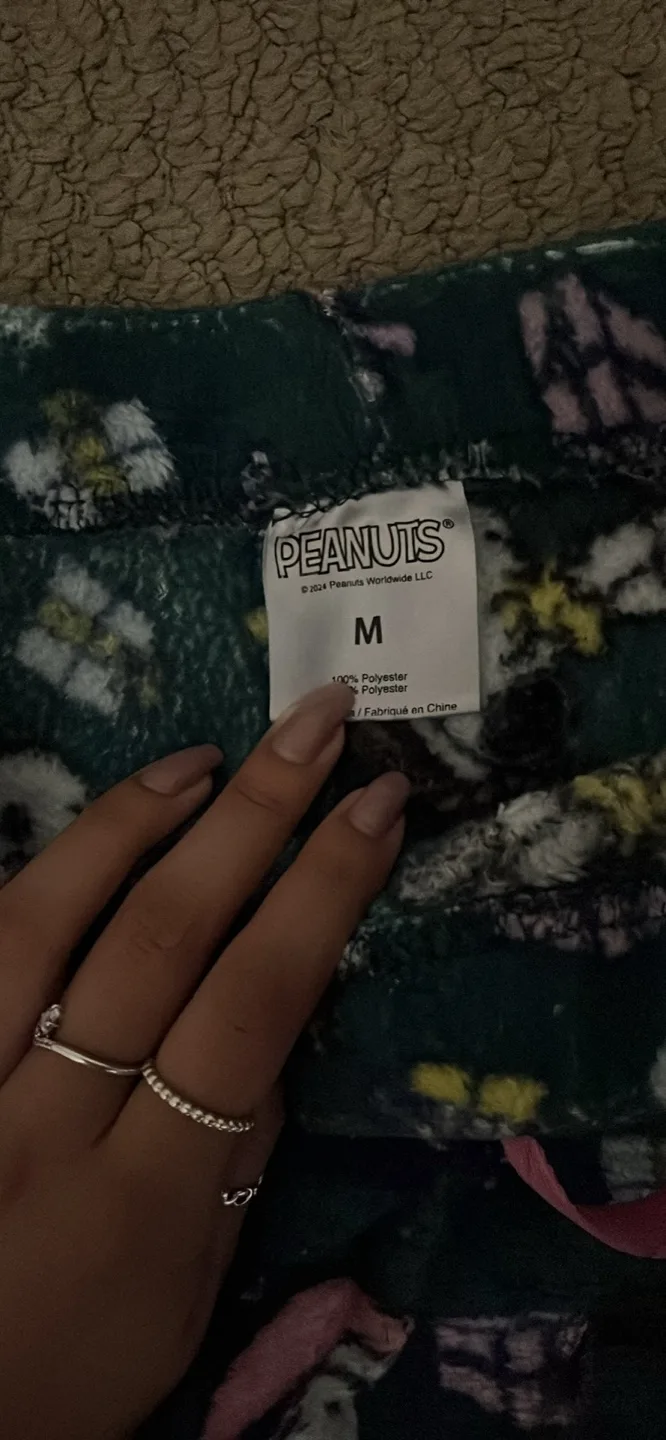 PEANUTS®
© 2024 Peanuts Worldwide LLC
M
100% Polyester
% Polyester
/ Fabriqué en Chine